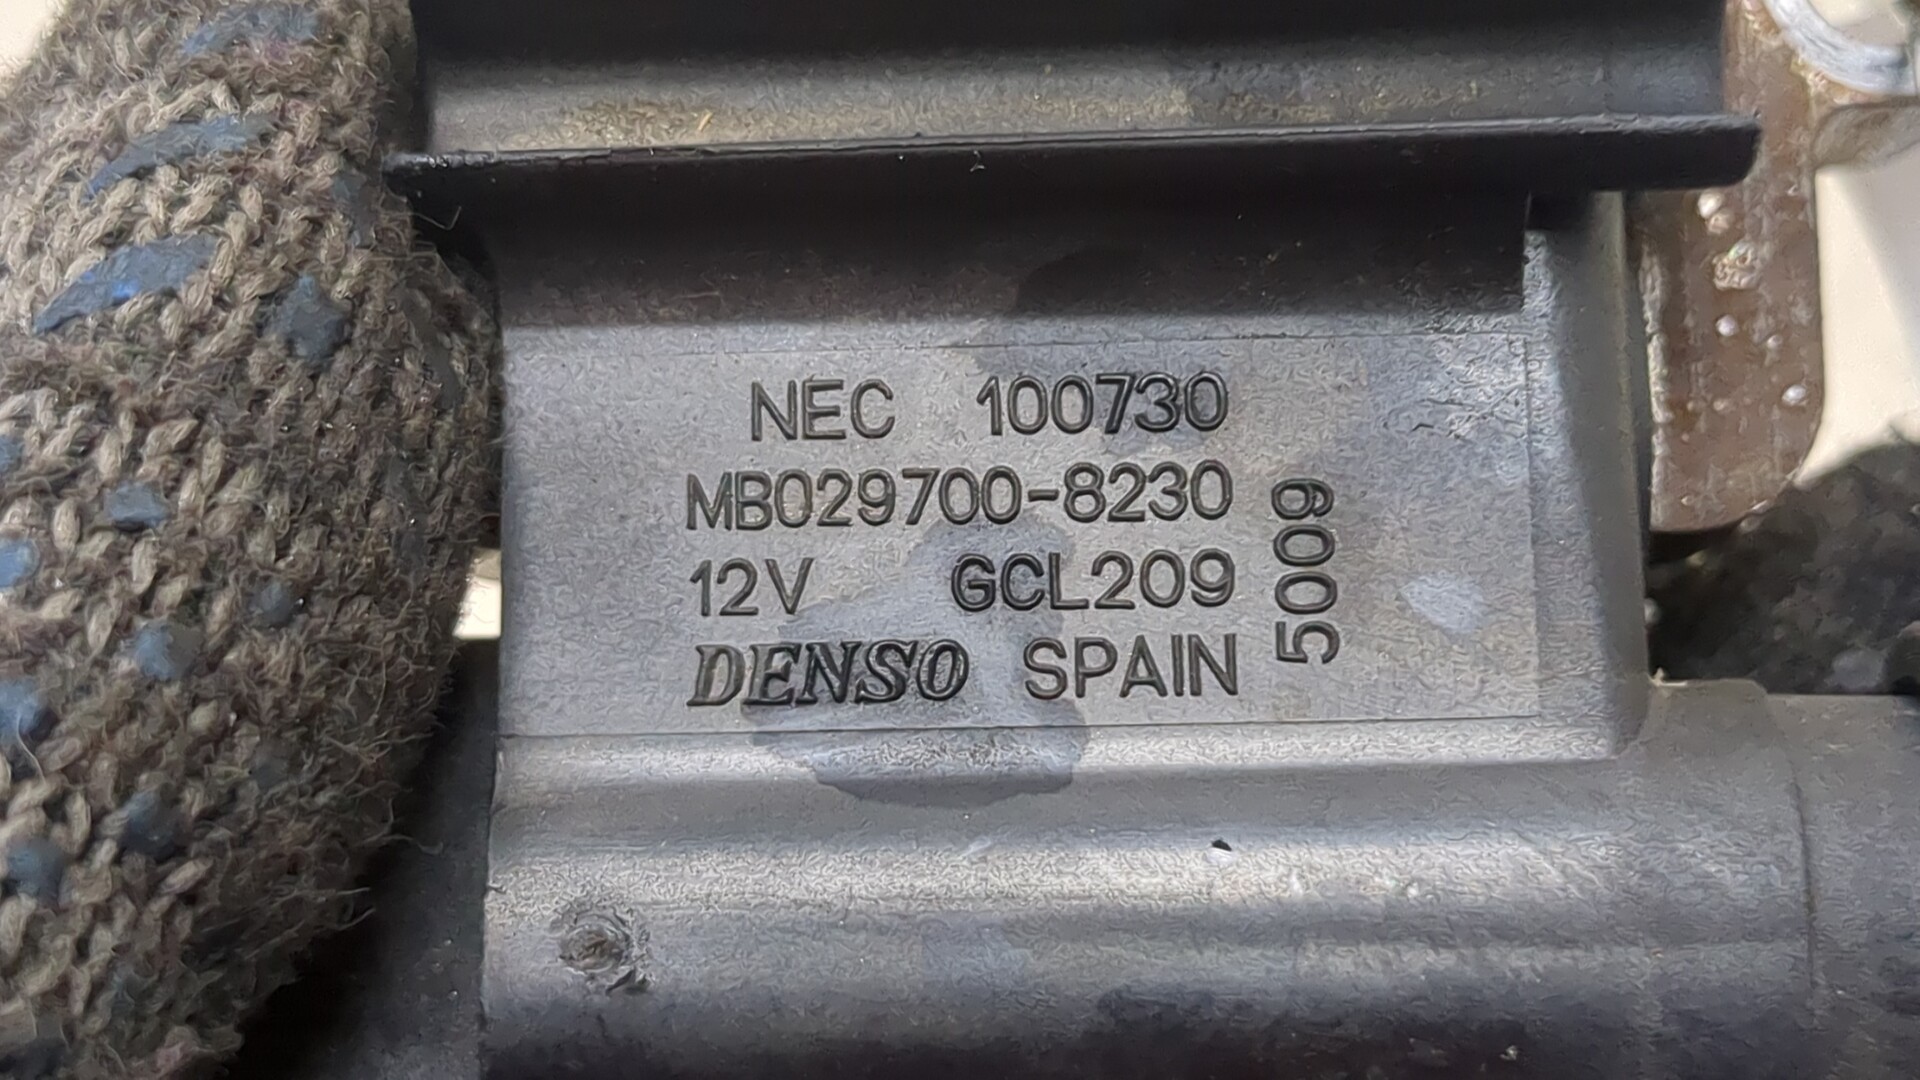 NEC 100730
MB029700-8230
12V GCL209
DENSO SPAIN
5009